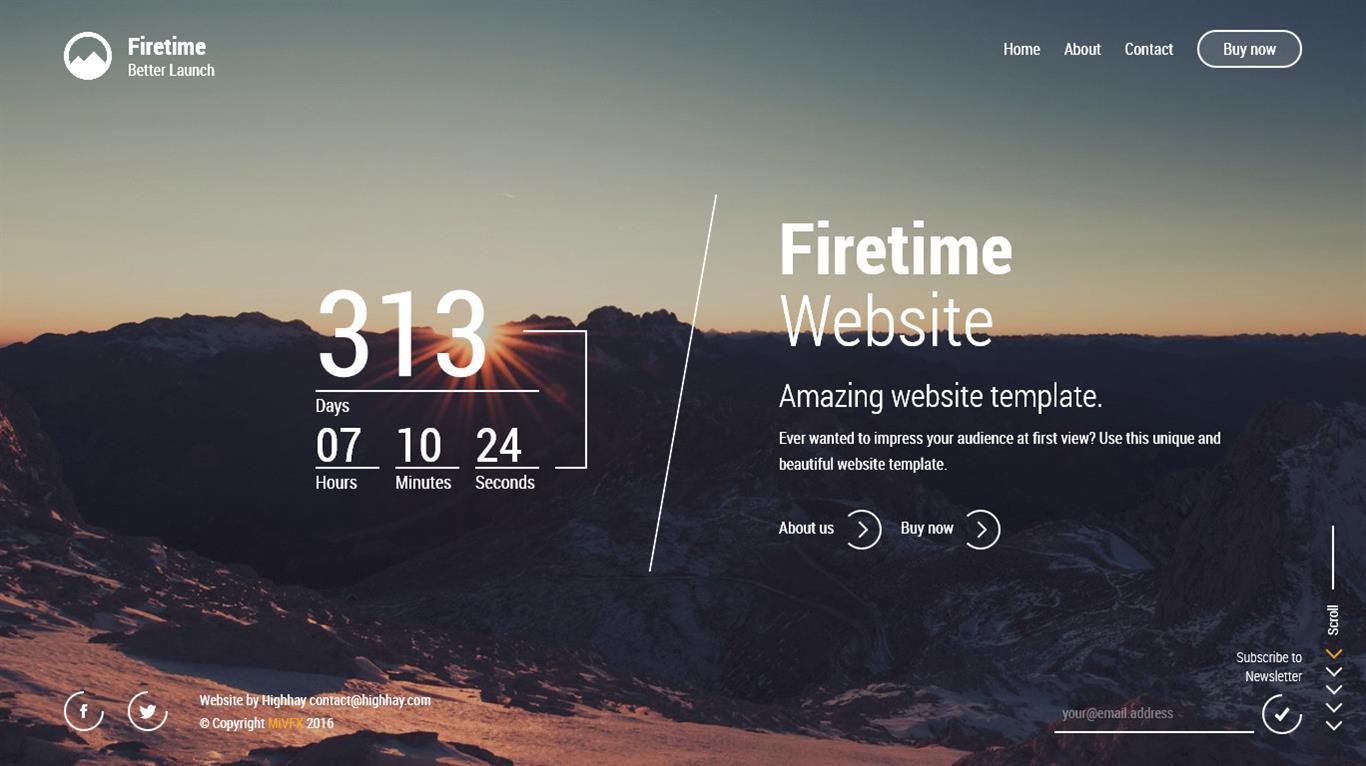 Firetime
Better Launch
Home About Contact Buy now
Firetime
Website
313
Days
07 10 24
Hours Minutes Seconds
Amazing website template.
Ever wanted to impress your audience at first view? Use this unique and
beautiful website template.
About us Buy now
Scroll
Subscribe to
Newsletter
your@email.address
f
Website by Highhay contact@highhay.com
© Copyright MiVFX 2016